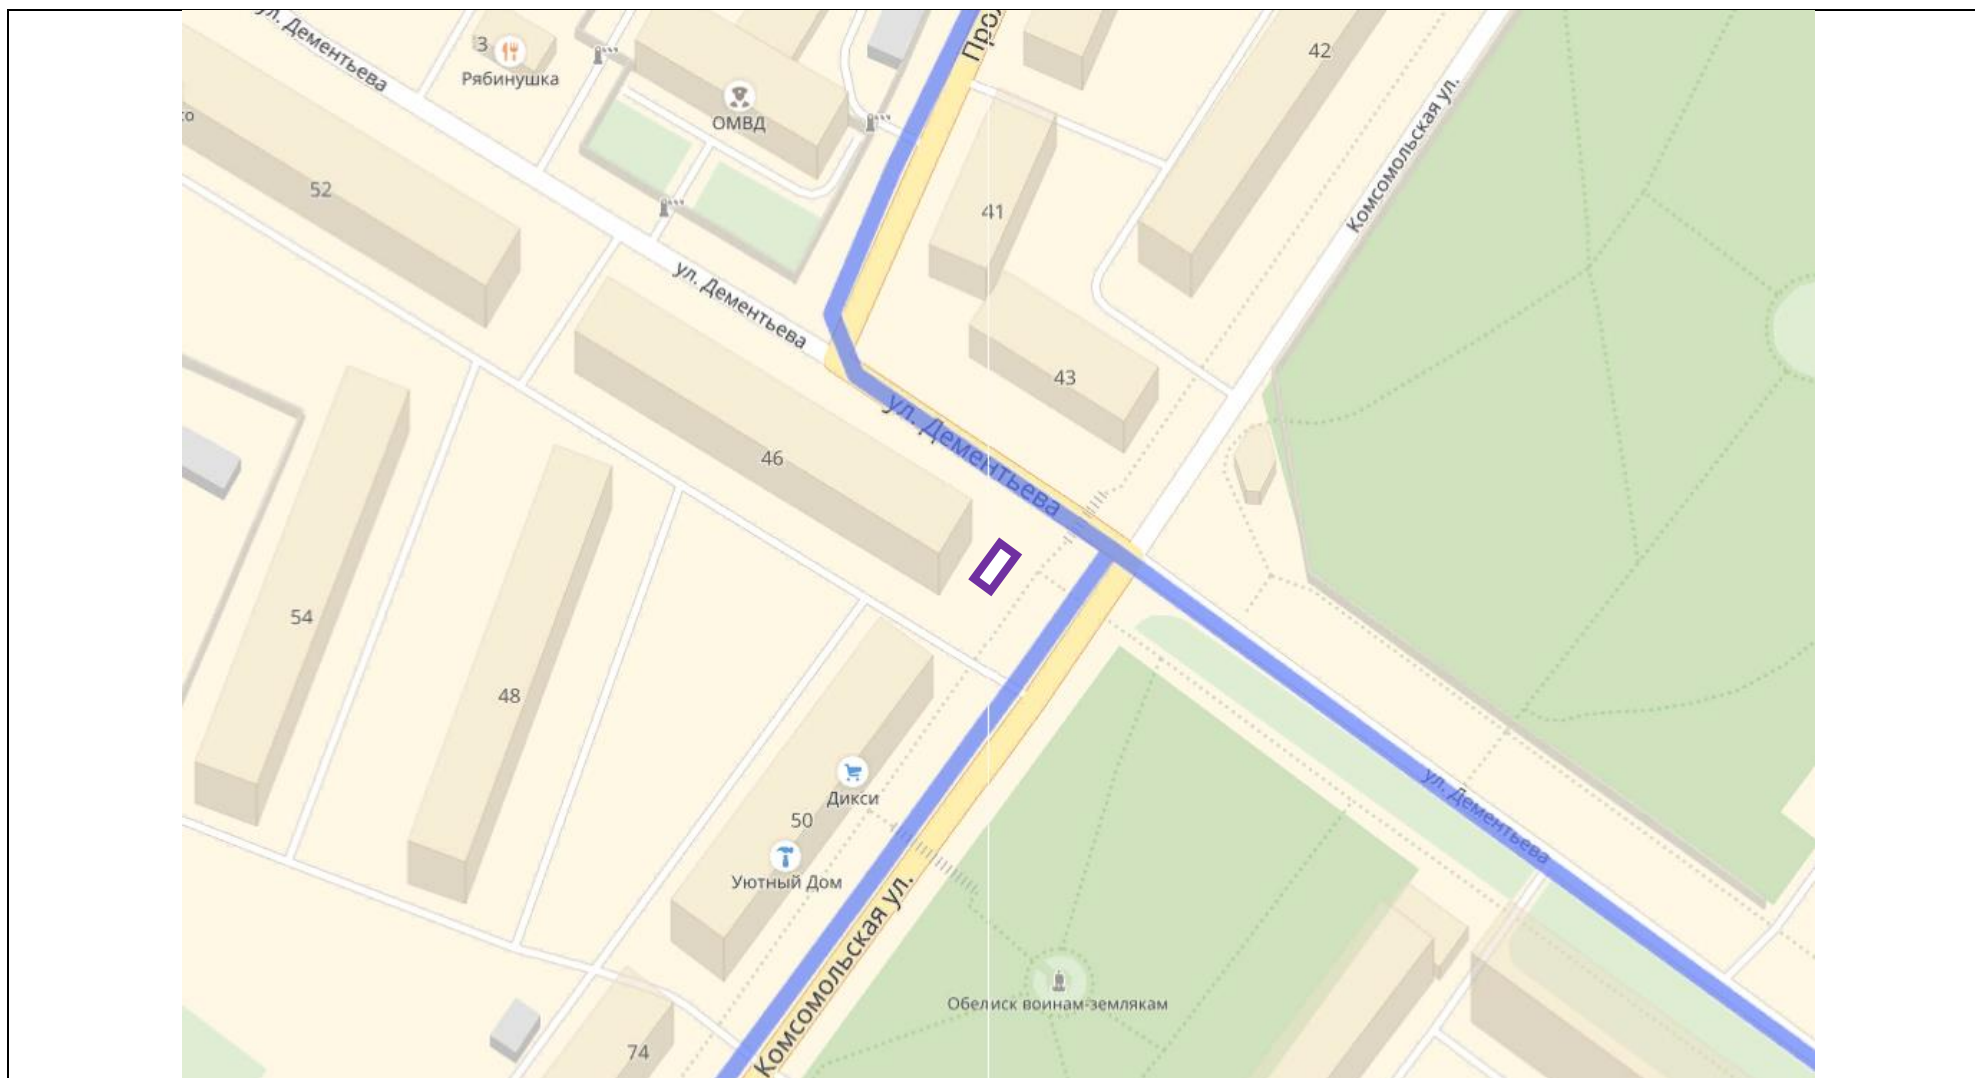 ул. Дементьева
3
Рябинушка
ОМВД
Про
42
Комсомольская ул.
52
41
ул. Дементьева
43
ул. Дементьева
46
54
48
Дикси
50
Уютный Дом
ул. Дементьева
Комсомольская ул.
Обелиск воинам-землякам
74